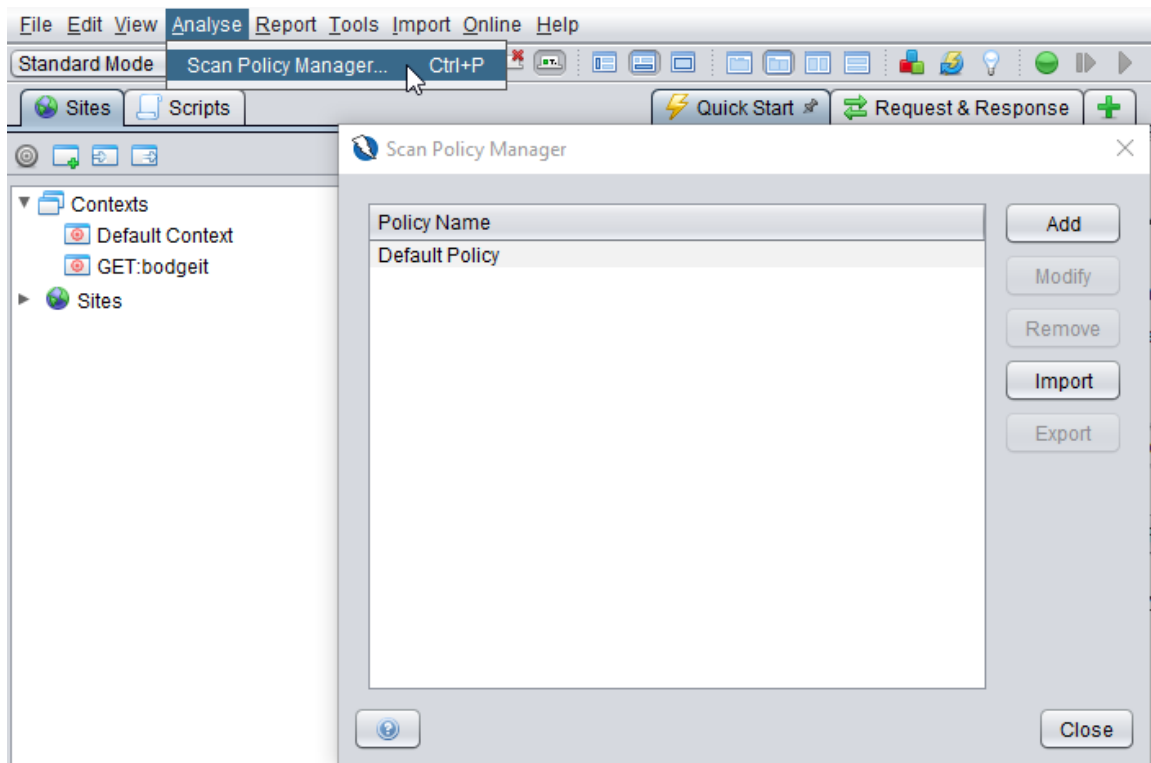 File Edit View Analyse Report Tools Import Online Help
Standard Mode
Scan Policy Manager... Ctrl+P
Sites Scripts
Quick Start Request & Response
Scan Policy Manager
Contexts
Default Context
GET:bodgeit
Sites
Policy Name
Default Policy
Add
Modify
Remove
Import
Export
Close